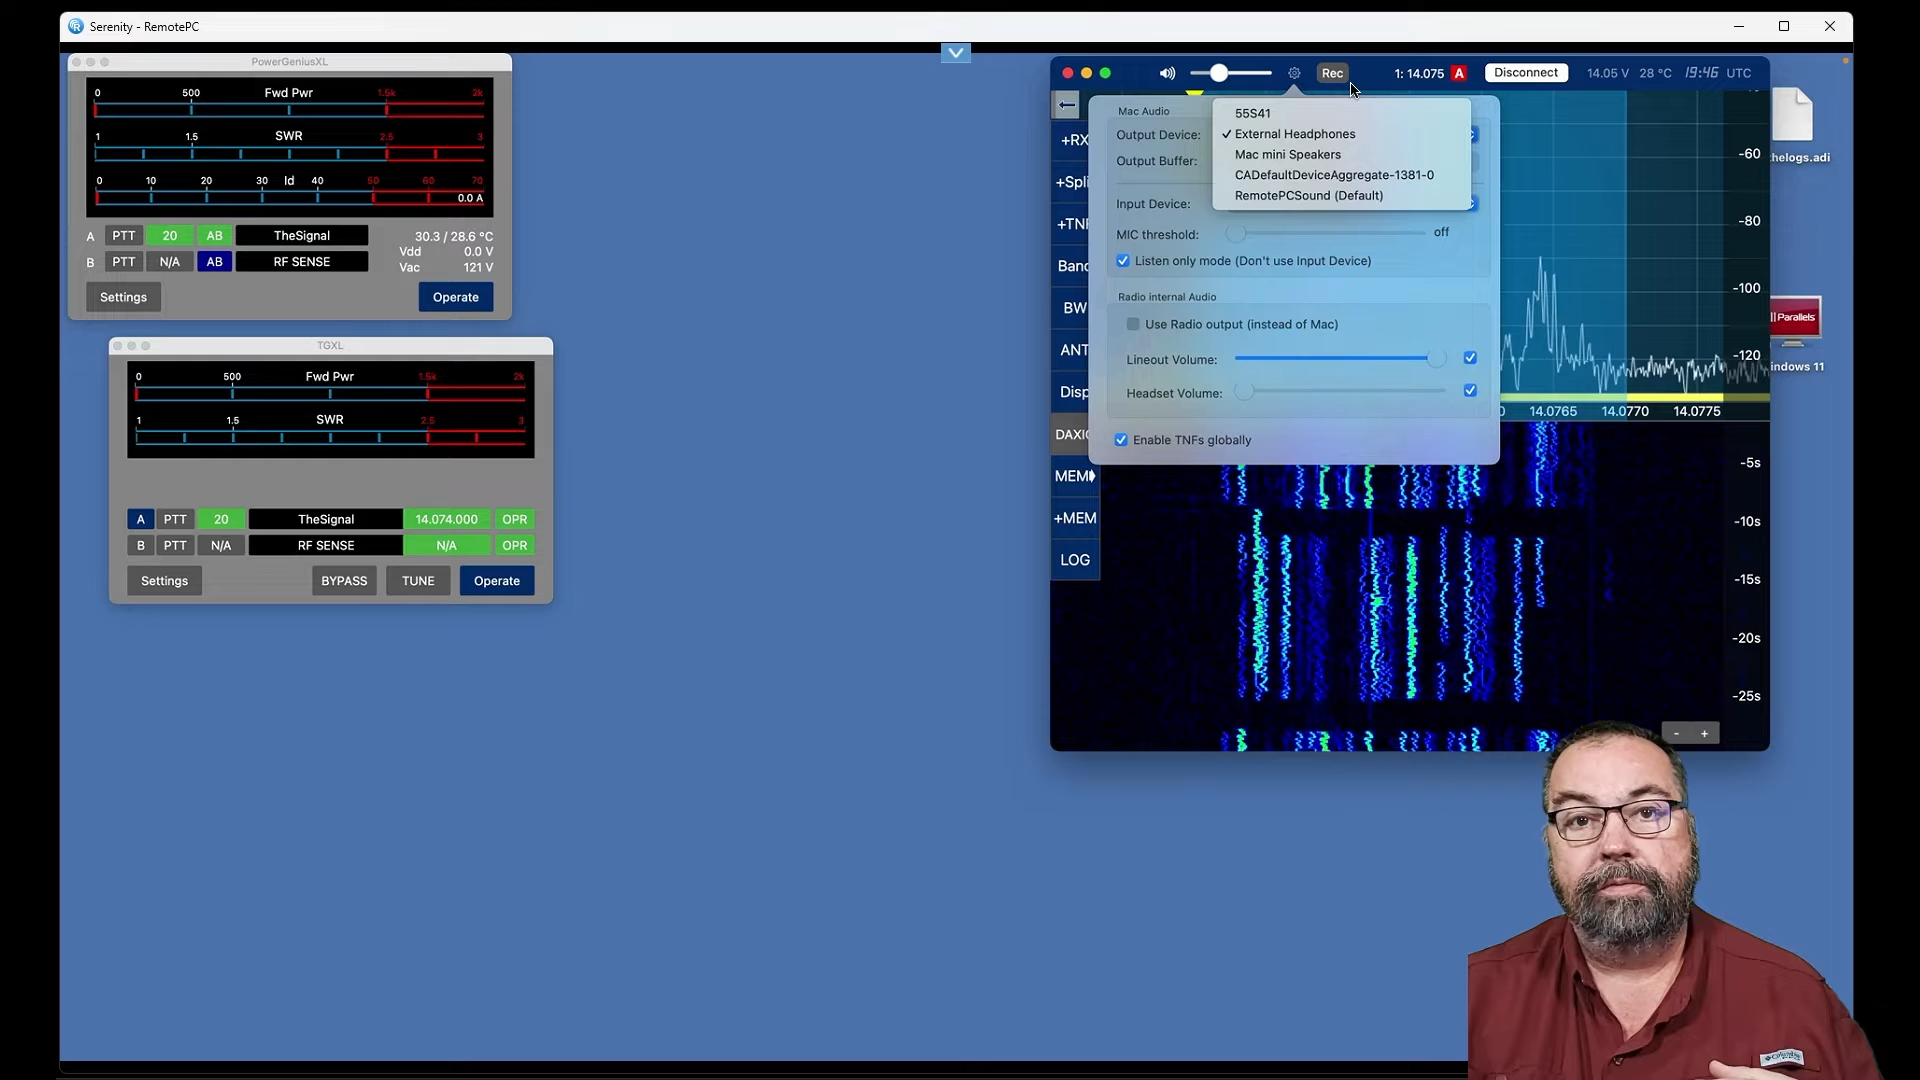 Serenity - RemotePC
PowerGeniusXL
0 500 Fwd Pwr 1.5k 2k
1 1.5 SWR 2.5 3
0 10 20 30 Id 40 50 60 70
0.0 A
A PTT 20 AB TheSignal 30.3 / 28.6 °C
Vdd 0.0 V
B PTT N/A AB RF SENSE Vac 121 V
Settings Operate
TGXL
0 500 Fwd Pwr 1.5k 2k
1 1.5 SWR 2.5 3
A PTT 20 TheSignal 14.074.000 OPR
B PTT N/A RF SENSE N/A OPR
Settings BYPASS TUNE Operate
Rec 1: 14.075 A Disconnect 14.05 V 28 °C 19:46 UTC
Mac Audio
Output Device:
55S41
✓ External Headphones
Mac mini Speakers
CADefaultDeviceAggregate-1381-0
RemotePCSound (Default)
Output Buffer:
Input Device:
MIC threshold: off
Listen only mode (Don't use Input Device)
Radio internal Audio
Use Radio output (instead of Mac)
Lineout Volume:
Headset Volume:
Enable TNFs globally
+RX
+Spli
+TNF
Band
BW
ANT
Disp
DAXIC
MEM
+MEM
LOG
-60
-80
-100
-120
0 14.0765 14.0770 14.0775
-5s
-10s
-15s
-20s
-25s
- +
helogs.adi
Parallels
indows 11
Columbia